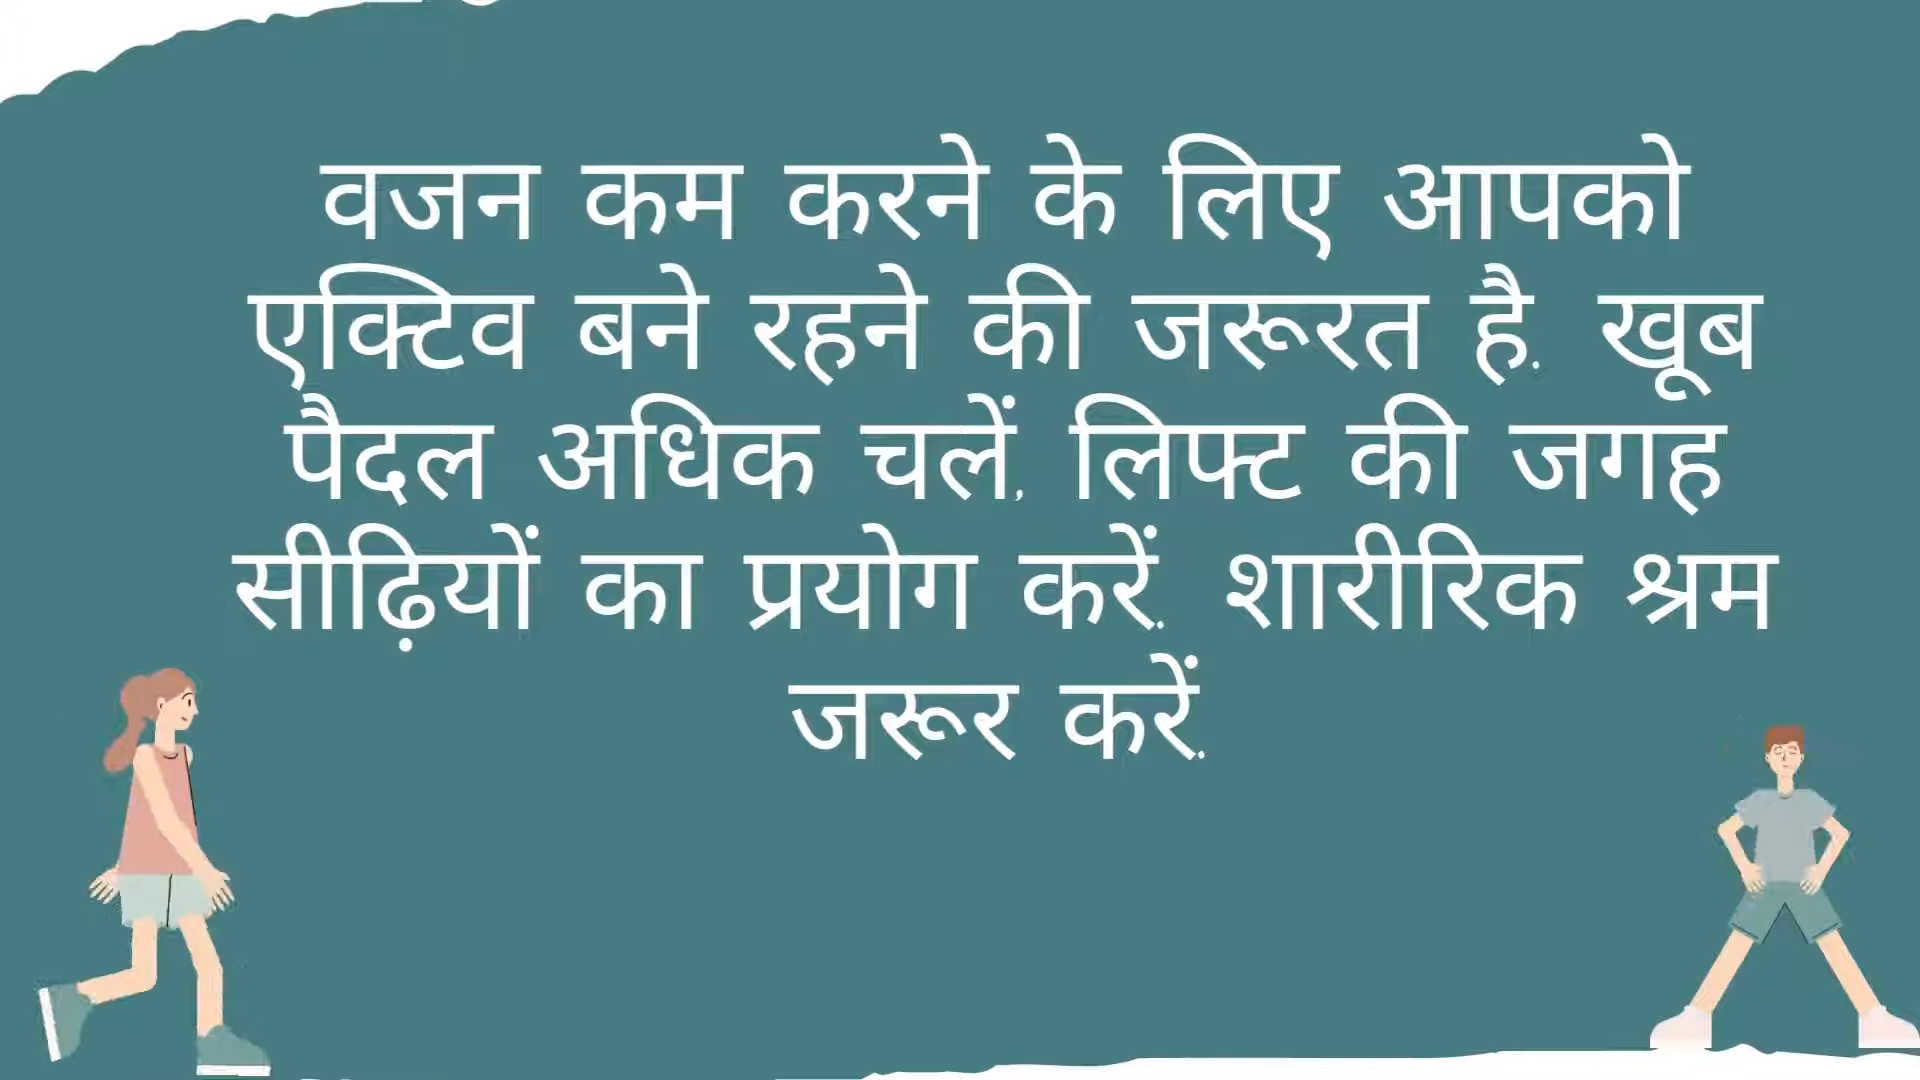 वजन कम करने के लिए आपको
एक्टिव बने रहने की जरूरत है. खूब
पैदल अधिक चलें, लिफ्ट की जगह
सीढ़ियों का प्रयोग करें. शारीरिक श्रम
जरूर करें.